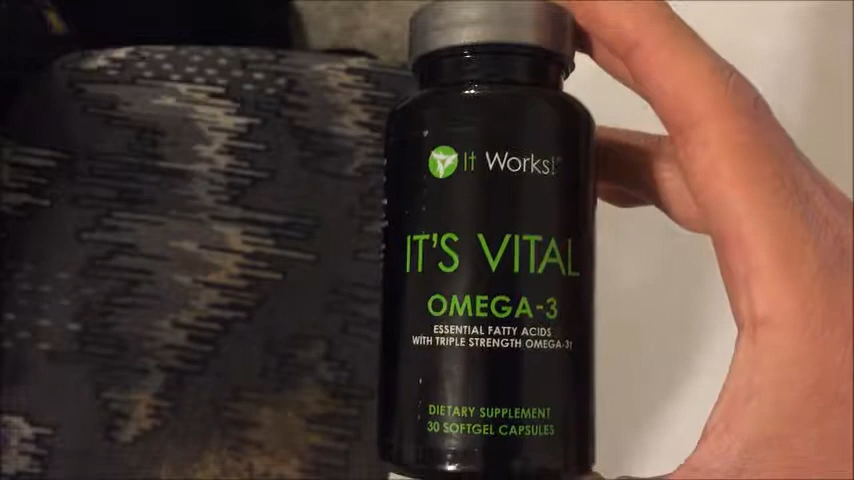 It Works!®
IT'S VITAL
OMEGA-3
ESSENTIAL FATTY ACIDS
WITH TRIPLE STRENGTH OMEGA-3†
DIETARY SUPPLEMENT
30 SOFTGEL CAPSULES